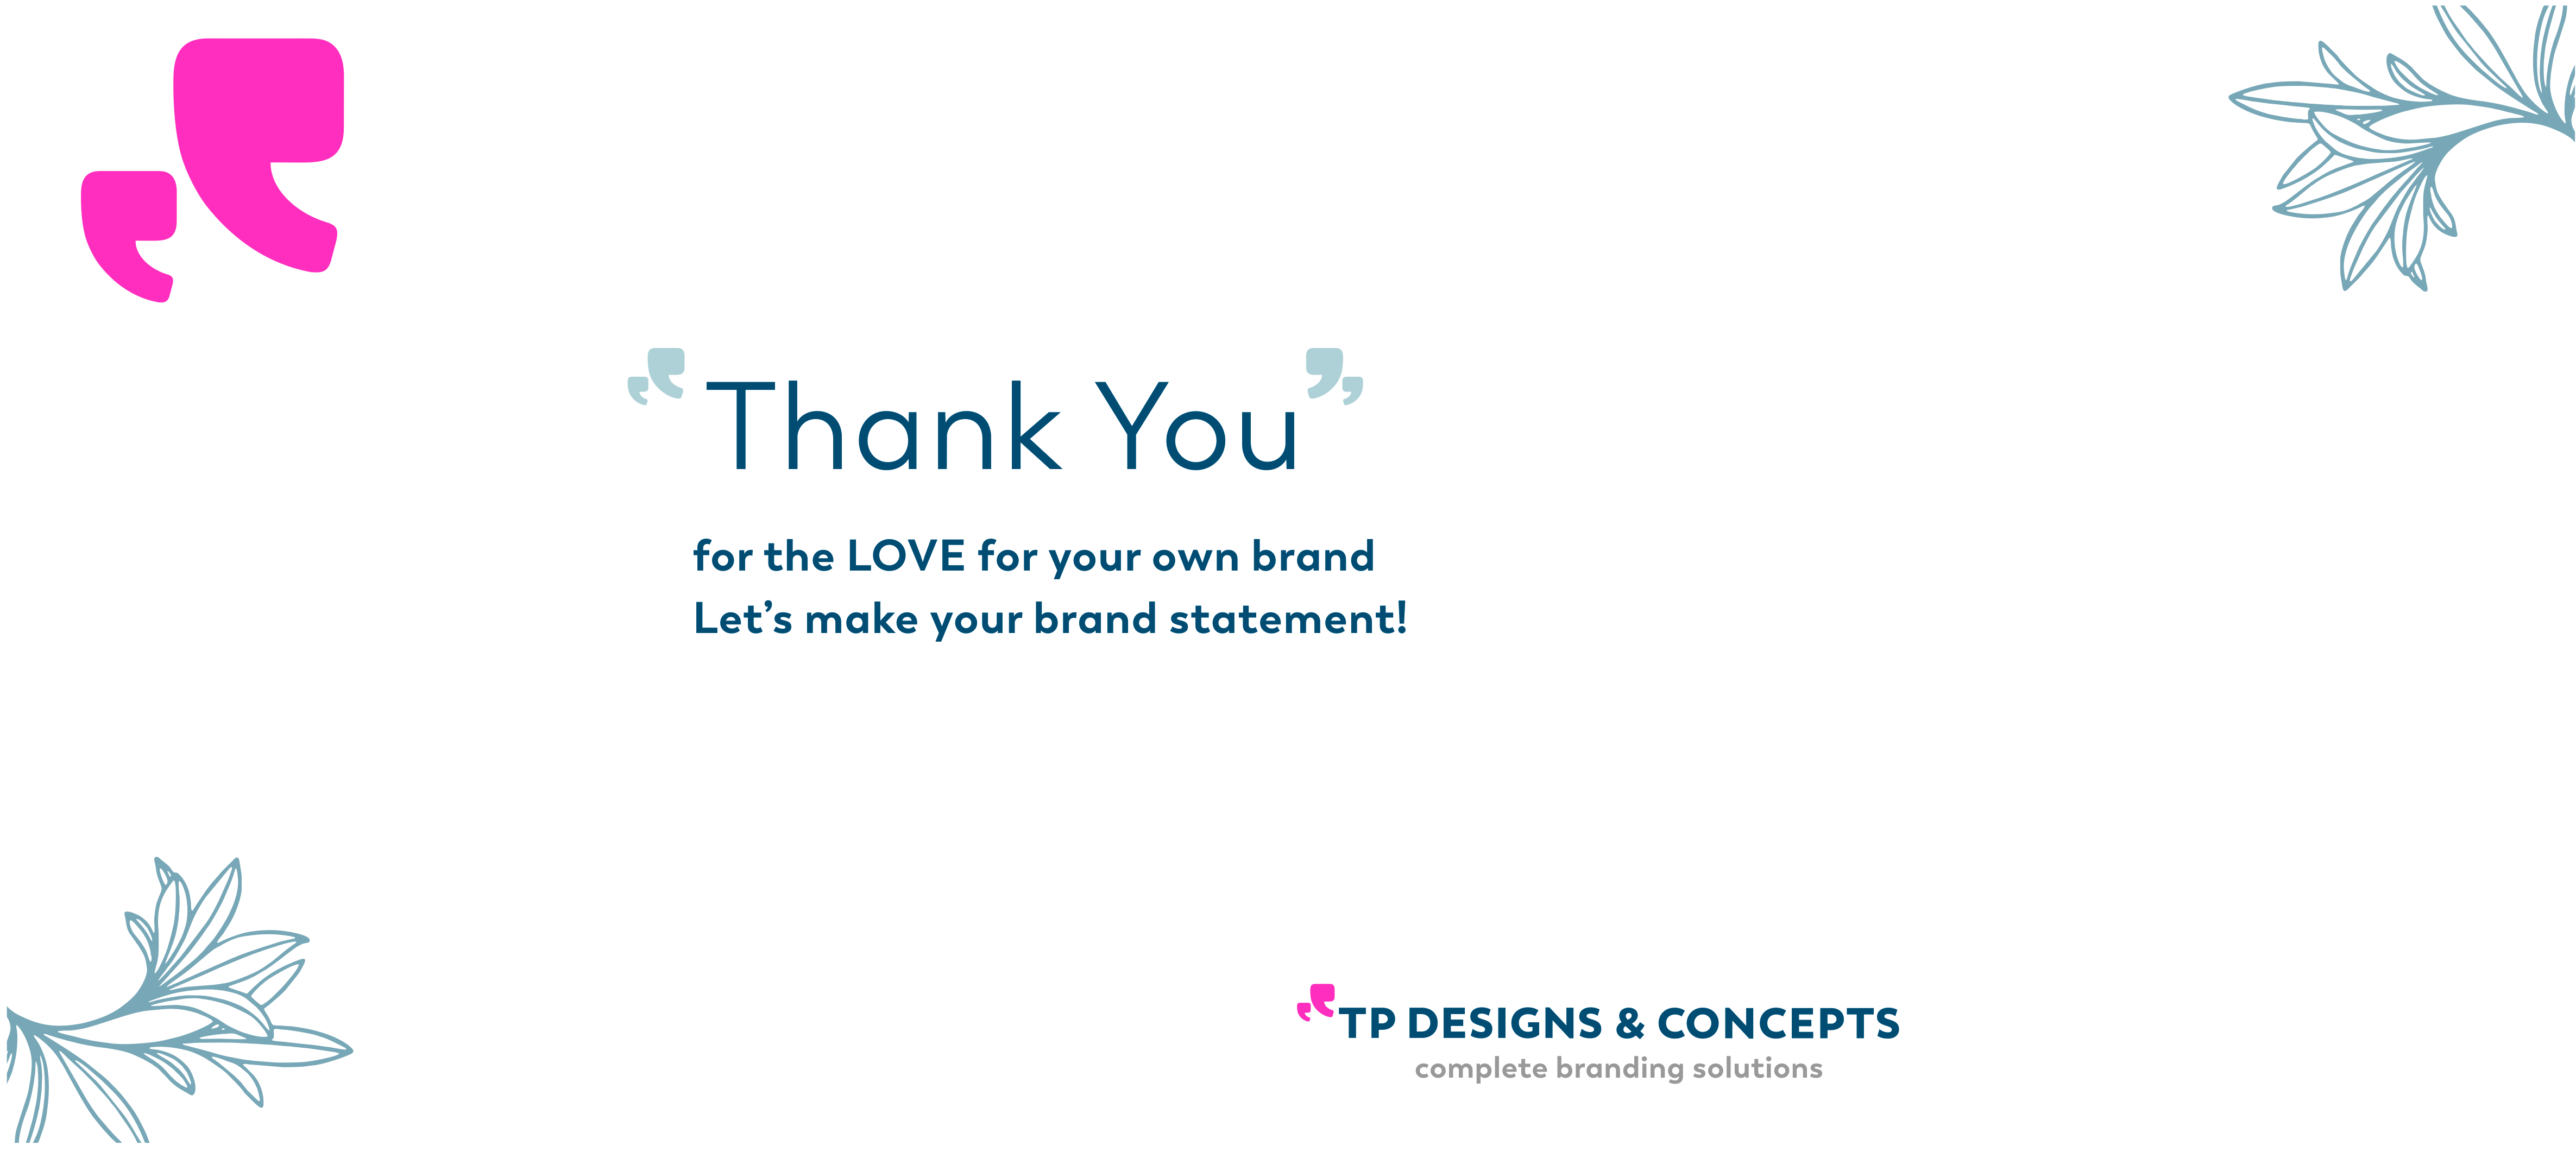 Thank You
for the LOVE for your own brand
Let’s make your brand statement!
TP DESIGNS & CONCEPTS
complete branding solutions